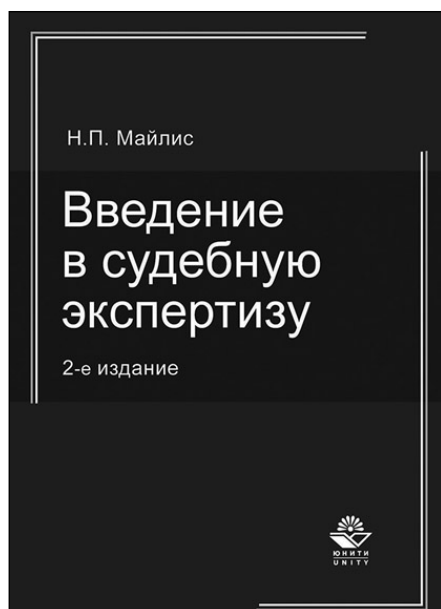 Н.П. Майлис
Введение
в судебную
экспертизу
2-е издание
ЮНИТИ
UNITY